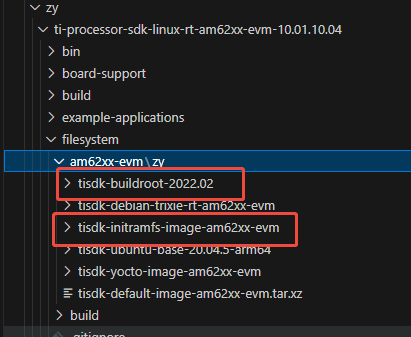 zy
ti-processor-sdk-linux-rt-am62xx-evm-10.01.10.04
bin
board-support
build
example-applications
filesystem
am62xx-evm\zy
tisdk-buildroot-2022.02
tisdk-debian-trixie-rt-am62xx-evm
tisdk-initramfs-image-am62xx-evm
tisdk-ubuntu-base-20.04.5-arm64
tisdk-yocto-image-am62xx-evm
tisdk-default-image-am62xx-evm.tar.xz
build
.gitignore